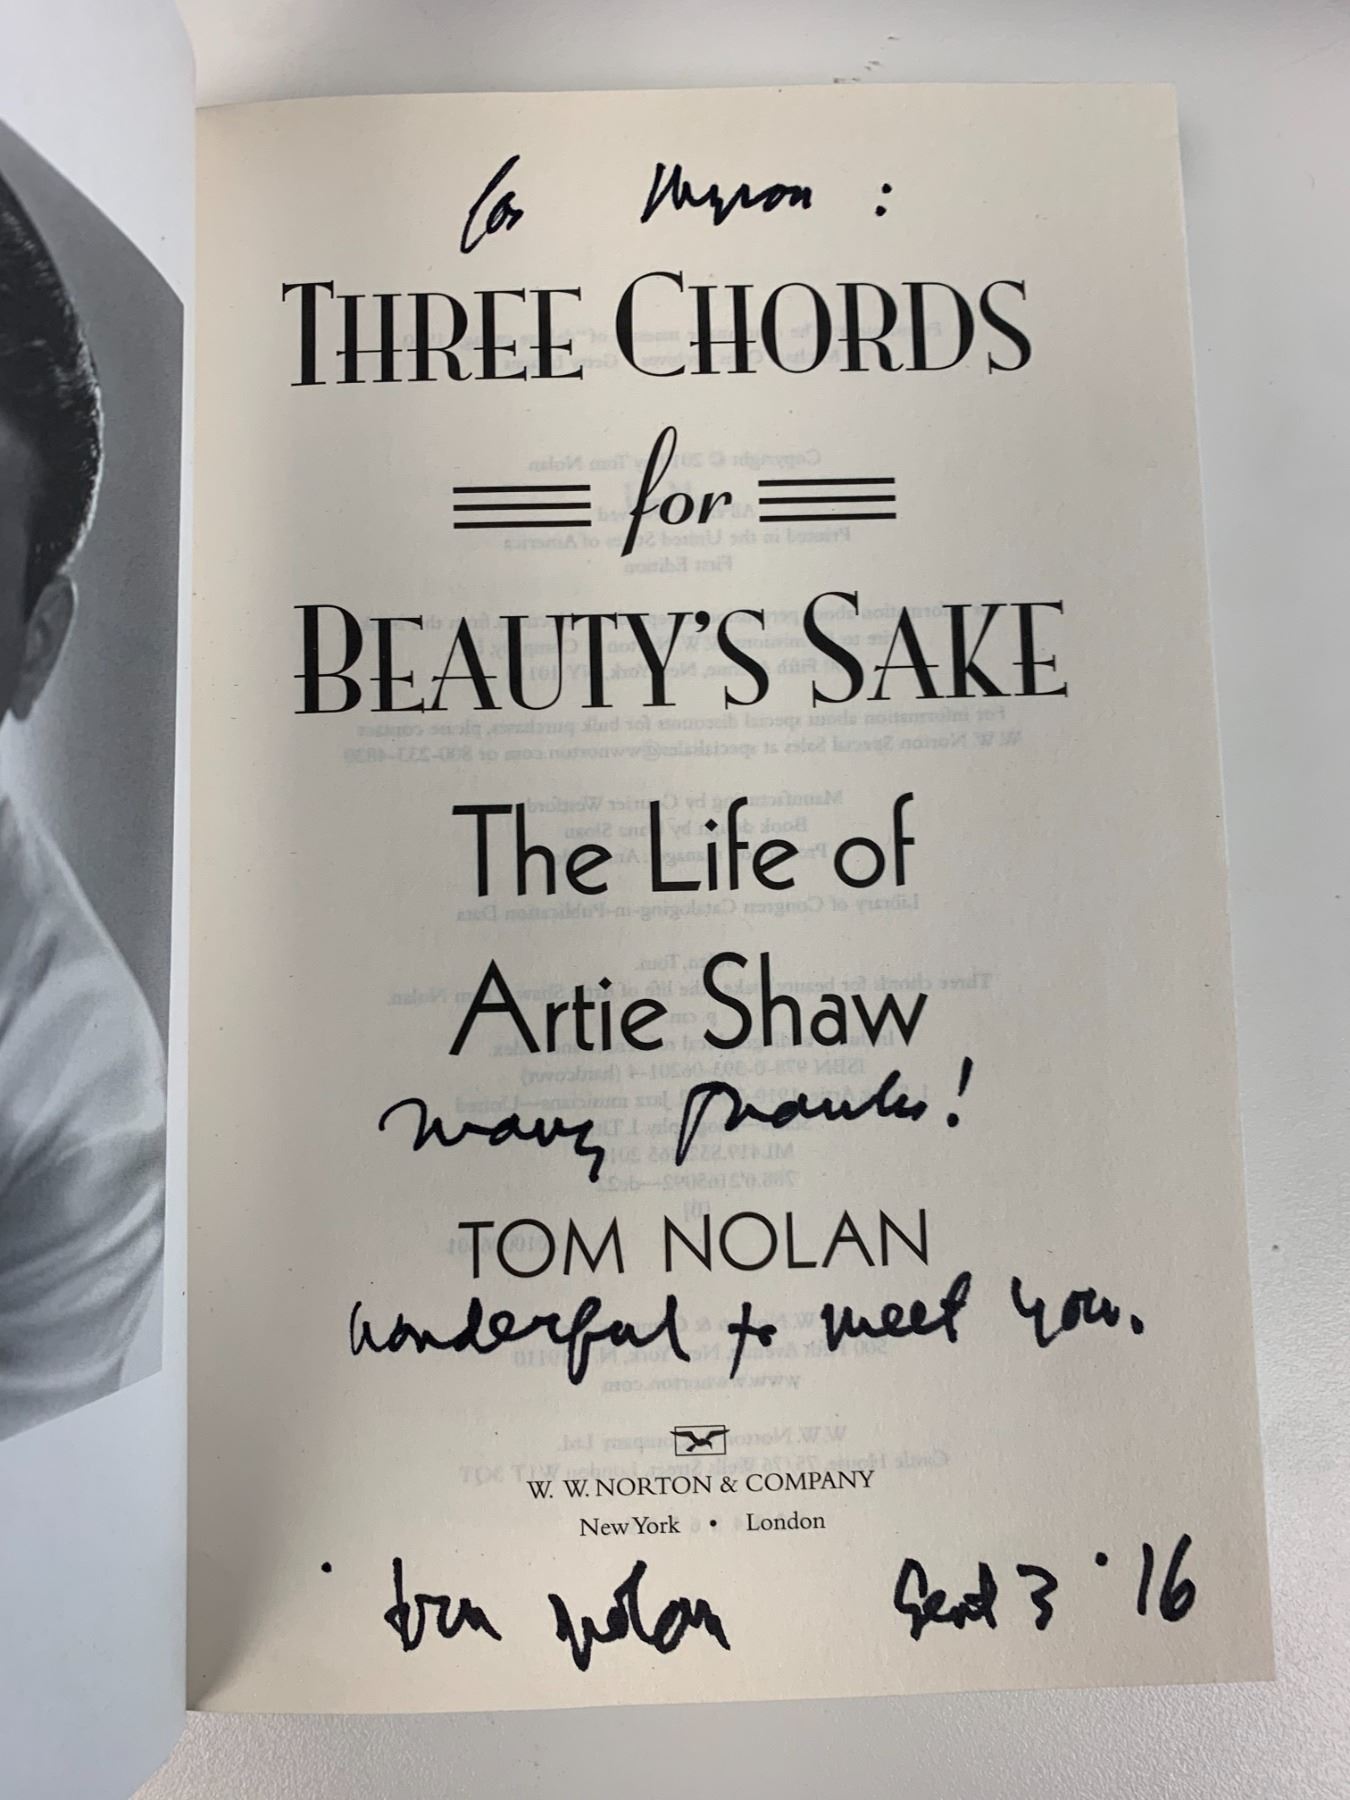 for Myron :
THREE CHORDS
for
BEAUTY'S SAKE
The Life of
Artie Shaw
many thanks!
TOM NOLAN
wonderful to meet you.
W. W. NORTON & COMPANY
New York • London
Tom Nolan Sept 3 '16